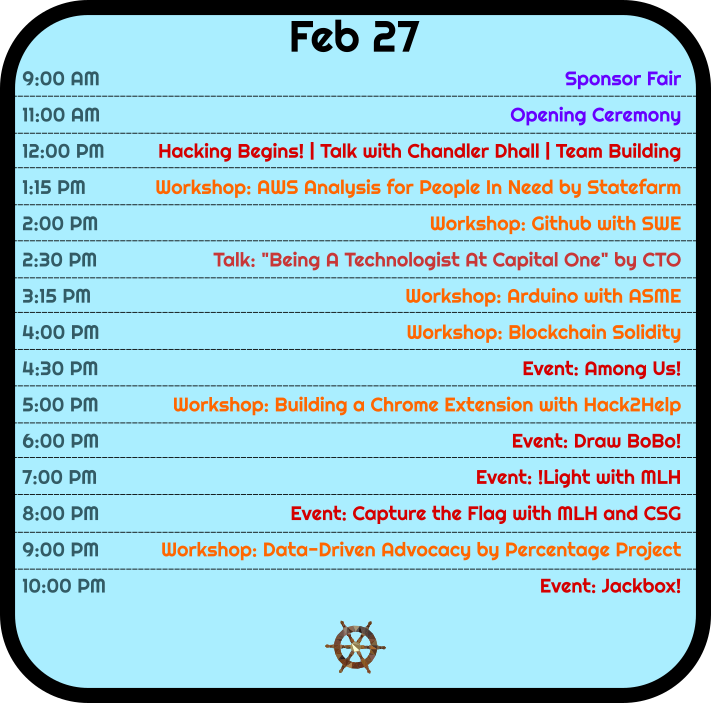 Feb 27
9:00 AM Sponsor Fair
11:00 AM Opening Ceremony
12:00 PM Hacking Begins! | Talk with Chandler Dhall | Team Building
1:15 PM Workshop: AWS Analysis for People In Need by Statefarm
2:00 PM Workshop: Github with SWE
2:30 PM Talk: "Being A Technologist At Capital One" by CTO
3:15 PM Workshop: Arduino with ASME
4:00 PM Workshop: Blockchain Solidity
4:30 PM Event: Among Us!
5:00 PM Workshop: Building a Chrome Extension with Hack2Help
6:00 PM Event: Draw BoBo!
7:00 PM Event: !Light with MLH
8:00 PM Event: Capture the Flag with MLH and CSG
9:00 PM Workshop: Data-Driven Advocacy by Percentage Project
10:00 PM Event: Jackbox!